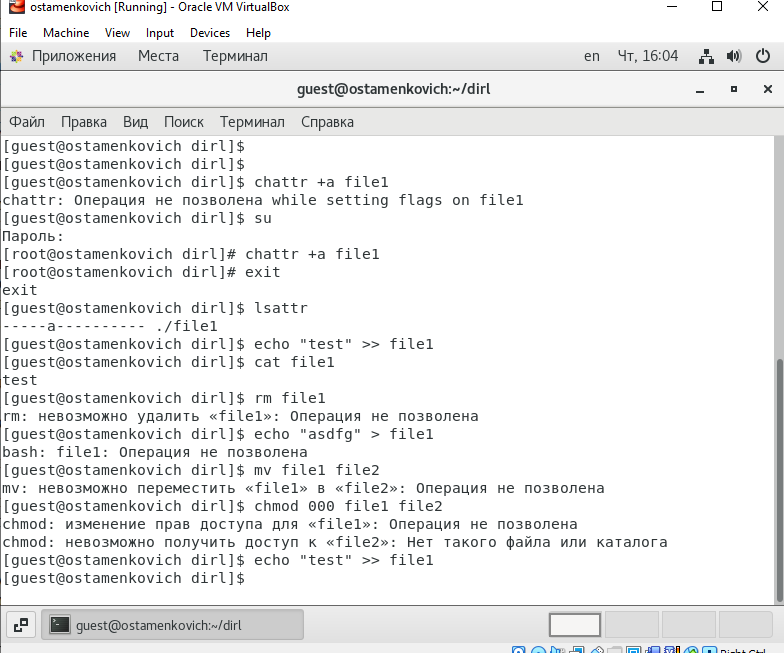 ostamenkovich [Running] - Oracle VM VirtualBox
File Machine View Input Devices Help
Приложения Места Терминал en Чт, 16:04
guest@ostamenkovich:~/dirl
Файл Правка Вид Поиск Терминал Справка
[guest@ostamenkovich dirl]$
[guest@ostamenkovich dirl]$
[guest@ostamenkovich dirl]$ chattr +a file1
chattr: Операция не позволена while setting flags on file1
[guest@ostamenkovich dirl]$ su
Пароль:
[root@ostamenkovich dirl]# chattr +a file1
[root@ostamenkovich dirl]# exit
exit
[guest@ostamenkovich dirl]$ lsattr
-----a---------- ./file1
[guest@ostamenkovich dirl]$ echo "test" >> file1
[guest@ostamenkovich dirl]$ cat file1
test
[guest@ostamenkovich dirl]$ rm file1
rm: невозможно удалить «file1»: Операция не позволена
[guest@ostamenkovich dirl]$ echo "asdfg" > file1
bash: file1: Операция не позволена
[guest@ostamenkovich dirl]$ mv file1 file2
mv: невозможно переместить «file1» в «file2»: Операция не позволена
[guest@ostamenkovich dirl]$ chmod 000 file1 file2
chmod: изменение прав доступа для «file1»: Операция не позволена
chmod: невозможно получить доступ к «file2»: Нет такого файла или каталога
[guest@ostamenkovich dirl]$ echo "test" >> file1
[guest@ostamenkovich dirl]$
guest@ostamenkovich:~/dirl
Right Ctrl